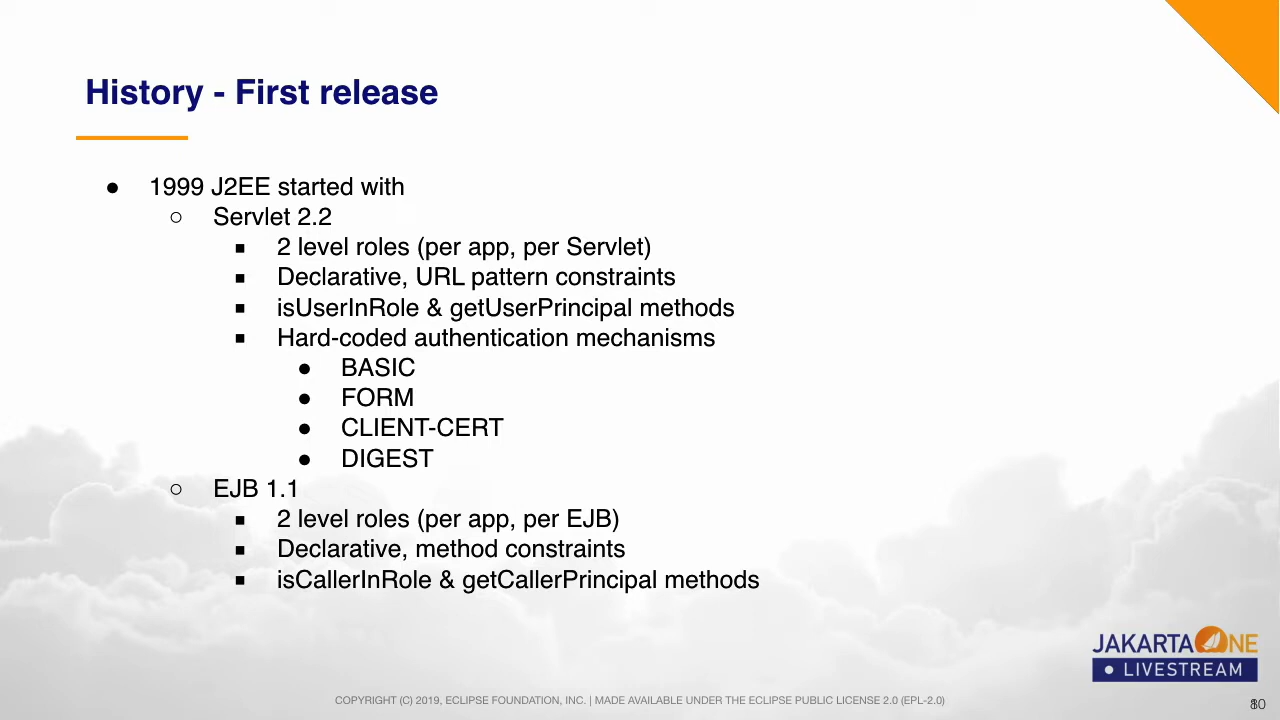 History - First release
● 1999 J2EE started with
○ Servlet 2.2
■ 2 level roles (per app, per Servlet)
■ Declarative, URL pattern constraints
■ isUserInRole & getUserPrincipal methods
■ Hard-coded authentication mechanisms
● BASIC
● FORM
● CLIENT-CERT
● DIGEST
○ EJB 1.1
■ 2 level roles (per app, per EJB)
■ Declarative, method constraints
■ isCallerInRole & getCallerPrincipal methods
JAKARTAONE
● LIVESTREAM
COPYRIGHT (C) 2019, ECLIPSE FOUNDATION, INC. | MADE AVAILABLE UNDER THE ECLIPSE PUBLIC LICENSE 2.0 (EPL-2.0)